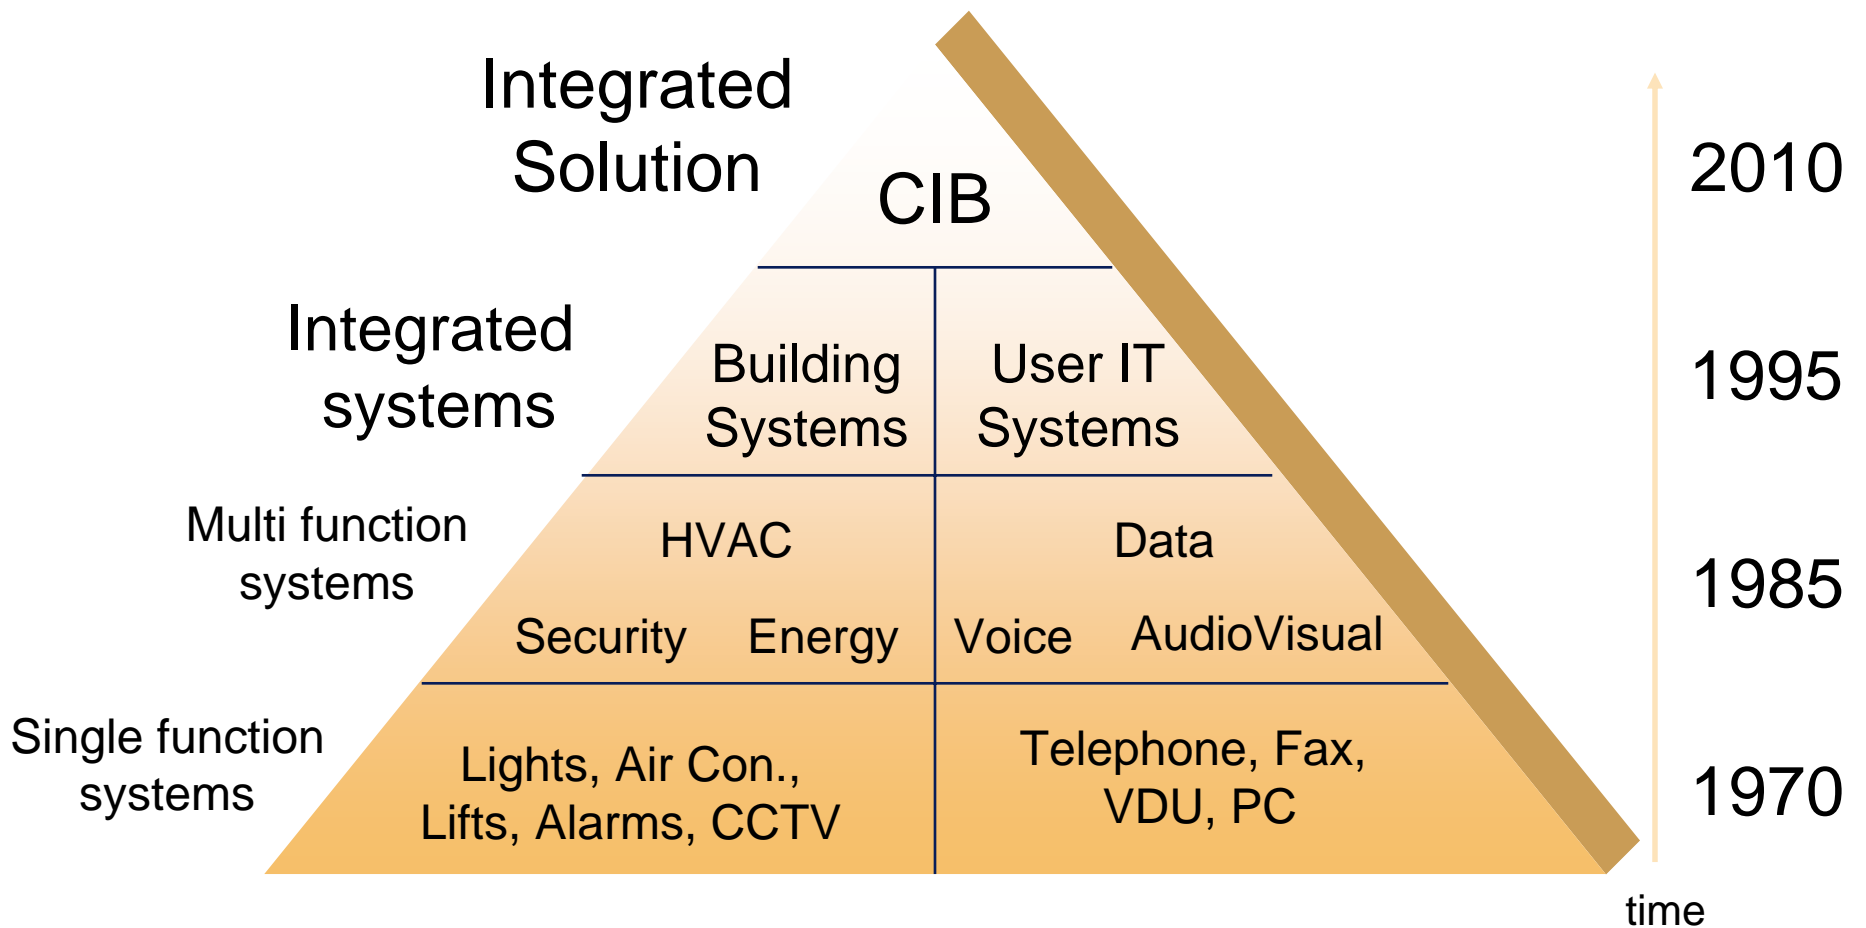 Integrated
Solution
CIB
2010
Integrated
systems
Building
Systems
User IT
Systems
1995
Multi function
systems
HVAC
Security Energy
Data
Voice AudioVisual
1985
Single function
systems
Lights, Air Con.,
Lifts, Alarms, CCTV
Telephone, Fax,
VDU, PC
1970
time